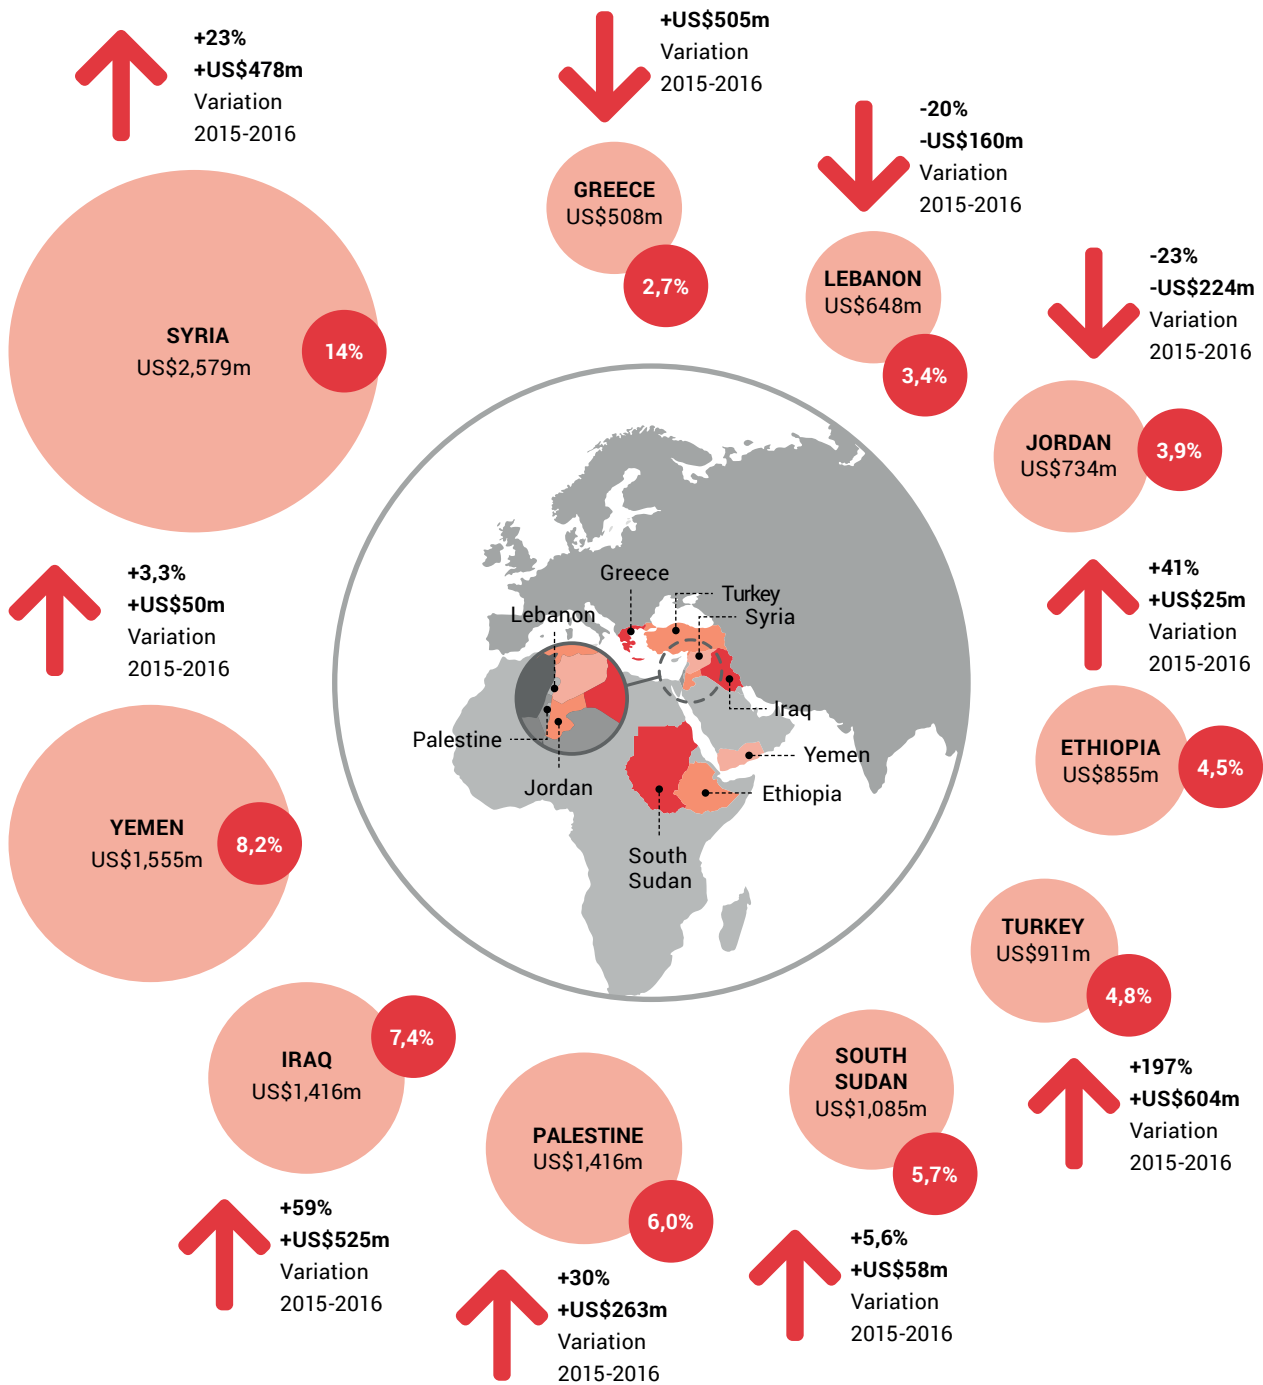 +23%
+US$478m
Variation
2015-2016
SYRIA
US$2,579m
14%
+US$505m
Variation
2015-2016
GREECE
US$508m
2,7%
-20%
-US$160m
Variation
2015-2016
LEBANON
US$648m
3,4%
-23%
-US$224m
Variation
2015-2016
JORDAN
US$734m
3,9%
+41%
+US$25m
Variation
2015-2016
ETHIOPIA
US$855m
4,5%
TURKEY
US$911m
4,8%
+197%
+US$604m
Variation
2015-2016
SOUTH
SUDAN
US$1,085m
5,7%
+5,6%
+US$58m
Variation
2015-2016
PALESTINE
US$1,416m
6,0%
+30%
+US$263m
Variation
2015-2016
IRAQ
US$1,416m
7,4%
+59%
+US$525m
Variation
2015-2016
+3,3%
+US$50m
Variation
2015-2016
YEMEN
US$1,555m
8,2%
Greece
Turkey
Syria
Lebanon
Iraq
Palestine
Yemen
Jordan
Ethiopia
South
Sudan